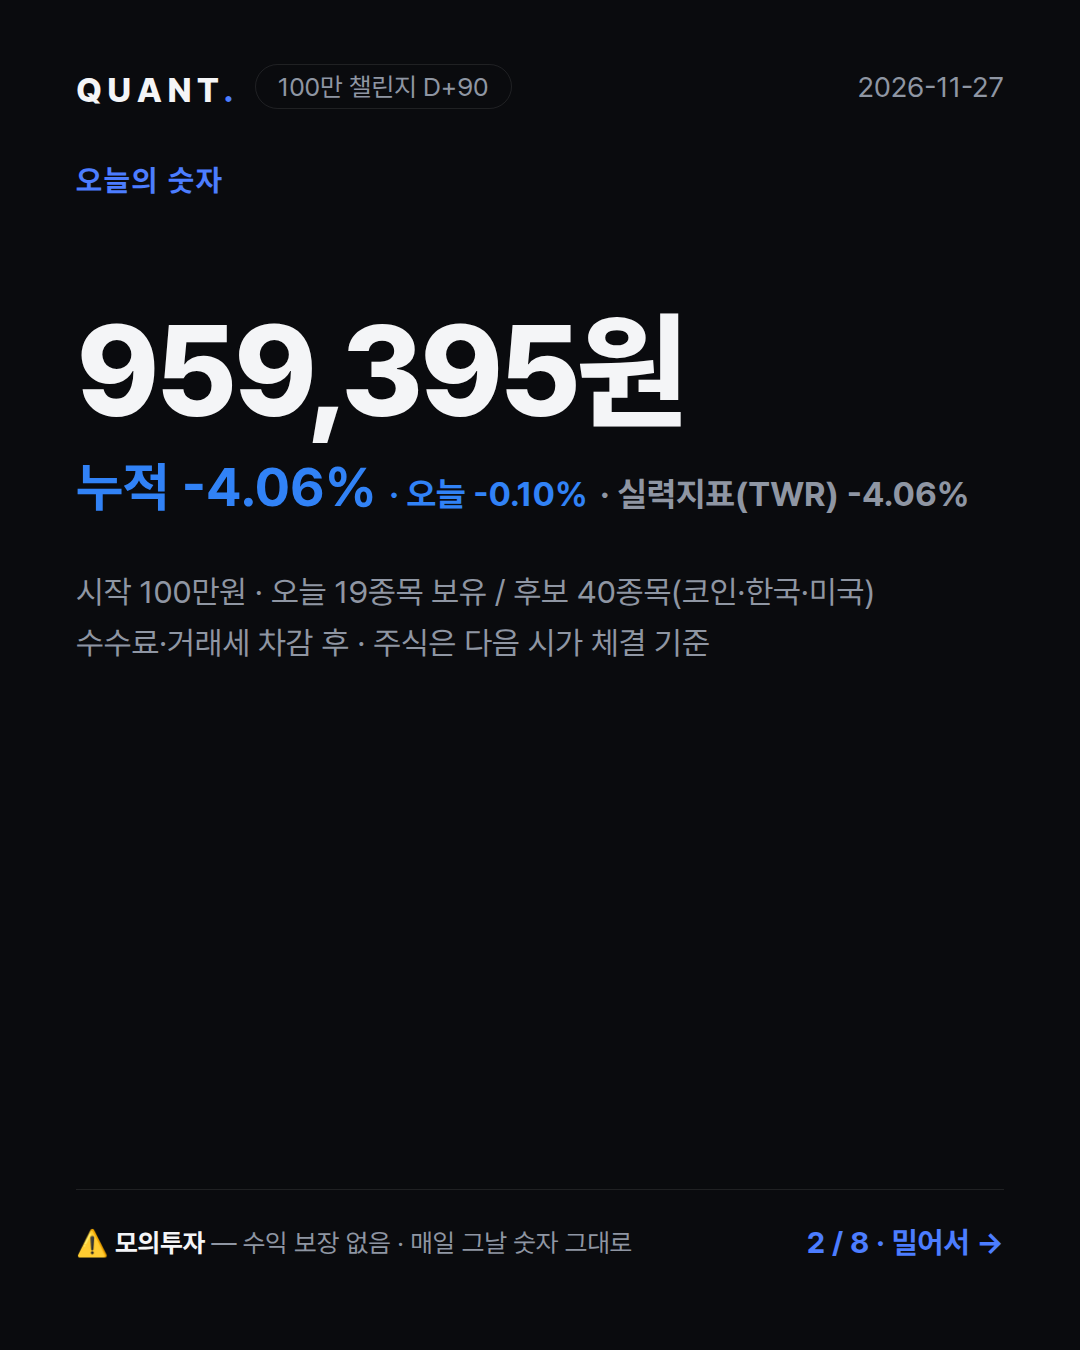 QUANT. 100만 챌린지 D+90 2026-11-27
오늘의 숫자
959,395원
누적 -4.06% · 오늘 -0.10% · 실력지표(TWR) -4.06%
시작 100만원 · 오늘 19종목 보유 / 후보 40종목(코인·한국·미국)
수수료·거래세 차감 후 · 주식은 다음 시가 체결 기준
⚠️ 모의투자 — 수익 보장 없음 · 매일 그날 숫자 그대로 2 / 8 · 밀어서 →